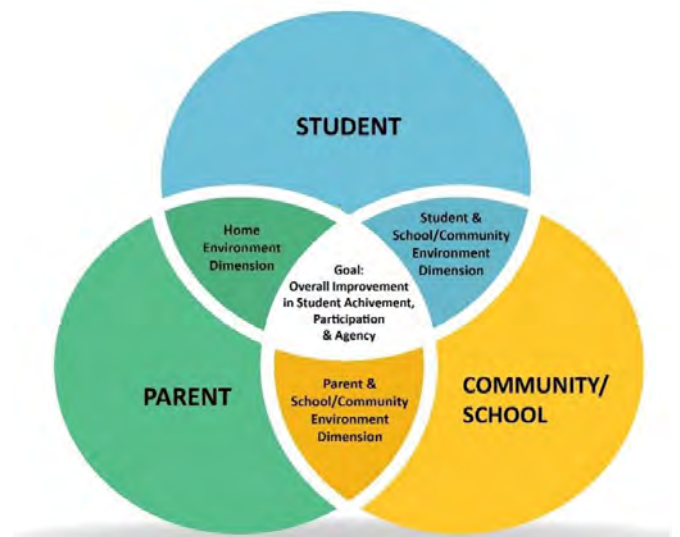 STUDENT
Home
Environment
Dimension
Student &
School/Community
Environment
Dimension
Goal:
Overall Improvement
in Student Achivement,
Participation
& Agency
PARENT
Parent &
School/Community
Environment
Dimension
COMMUNITY/
SCHOOL